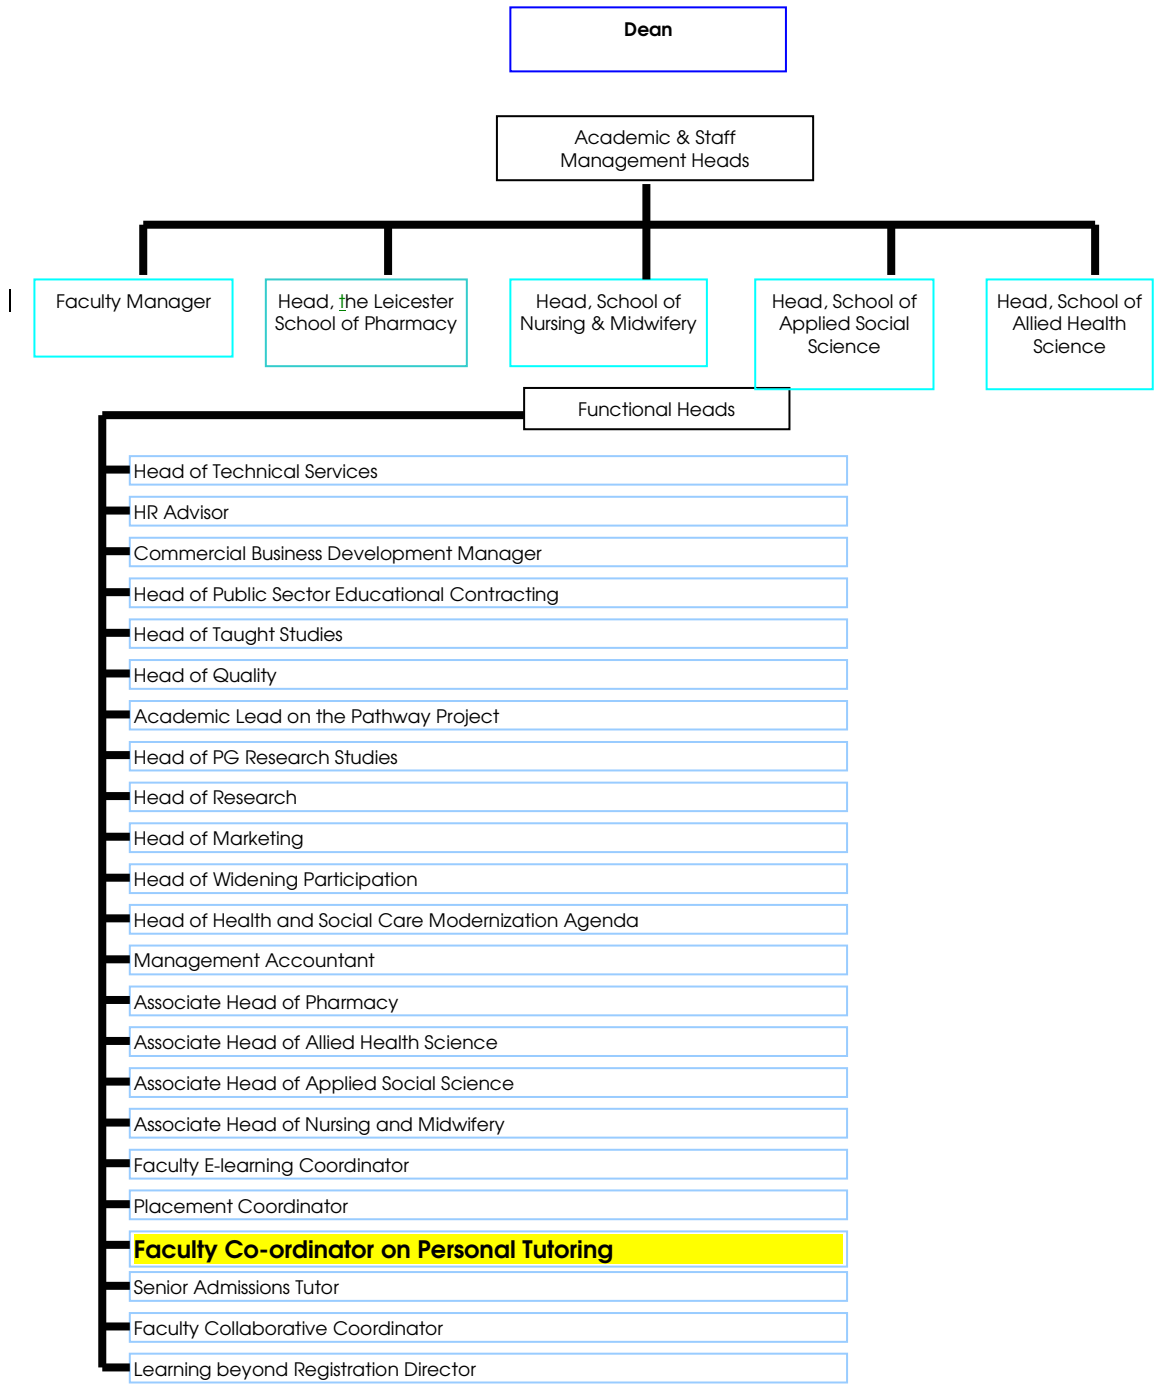 Dean
Academic & Staff
Management Heads
Faculty Manager
Head, the Leicester
School of Pharmacy
Head, School of
Nursing & Midwifery
Head, School of
Applied Social
Science
Head, School of
Allied Health
Science
Functional Heads
Head of Technical Services
HR Advisor
Commercial Business Development Manager
Head of Public Sector Educational Contracting
Head of Taught Studies
Head of Quality
Academic Lead on the Pathway Project
Head of PG Research Studies
Head of Research
Head of Marketing
Head of Widening Participation
Head of Health and Social Care Modernization Agenda
Management Accountant
Associate Head of Pharmacy
Associate Head of Allied Health Science
Associate Head of Applied Social Science
Associate Head of Nursing and Midwifery
Faculty E-learning Coordinator
Placement Coordinator
Faculty Co-ordinator on Personal Tutoring
Senior Admissions Tutor
Faculty Collaborative Coordinator
Learning beyond Registration Director